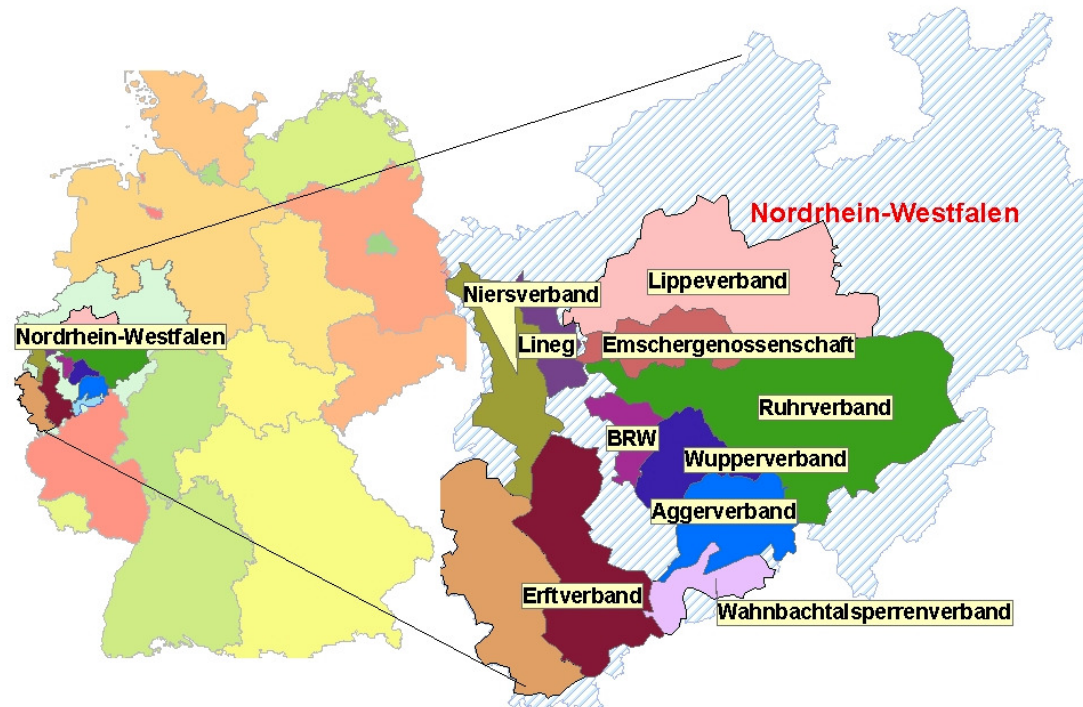 Nordrhein-Westfalen
Nordrhein-Westfalen
Lippeverband
Niersverband
Lineg
Emschergenossenschaft
Ruhrverband
BRW
Wupperverband
Aggerverband
Erftverband
Wahnbachtalsperrenverband